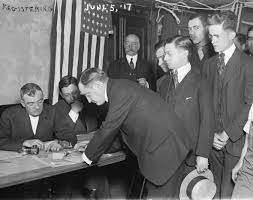 REGISTERING
JUNE 5, '17